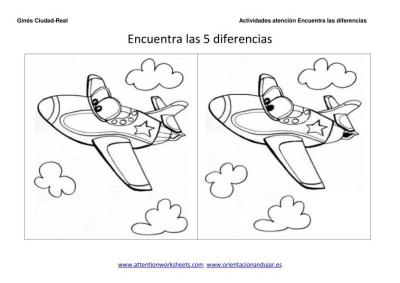 Ginés Ciudad-Real
Actividades atención Encuentra las diferencias
Encuentra las 5 diferencias
www.attentionworksheets.com www.orientacionandujar.es